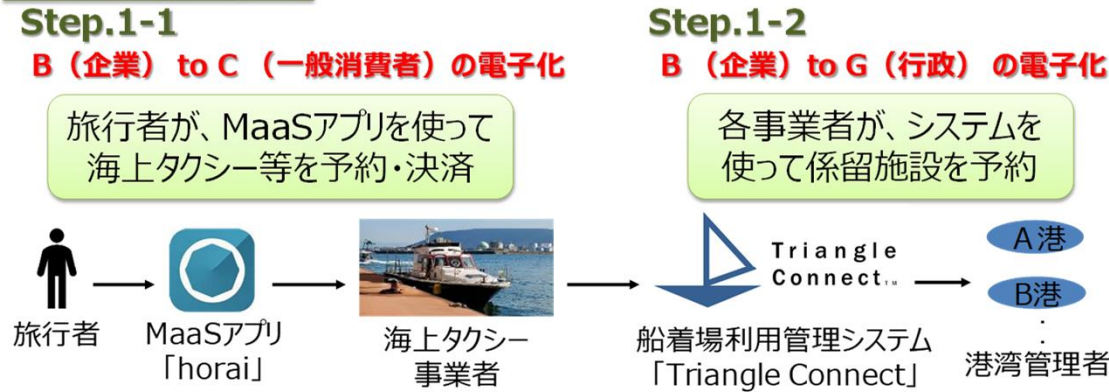 Step.1-1
B（企業） to C （一般消費者）の電子化
旅行者が、MaaSアプリを使って
海上タクシー等を予約・決済
旅行者
MaaSアプリ
「horai」
海上タクシー
事業者
Step.1-2
B （企業）to G（行政） の電子化
各事業者が、システムを
使って係留施設を予約
Triangle
Connect™
船着場利用管理システム
「Triangle Connect」
A港
B港
：
港湾管理者